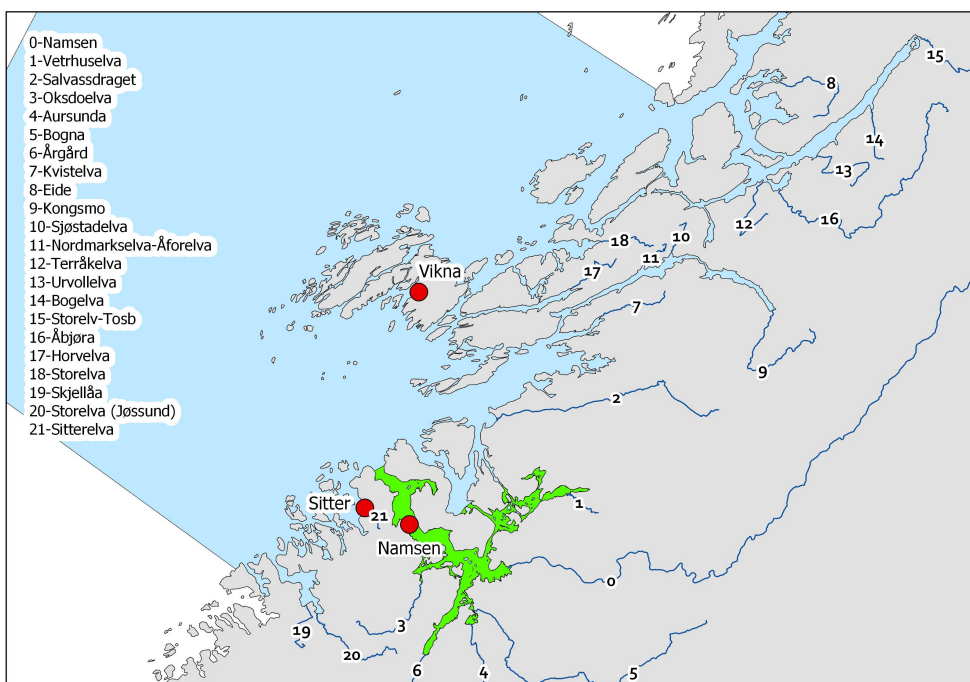 0-Namsen
1-Vetrhuselva
2-Salvassdraget
3-Oksdoelva
4-Aursunda
5-Bogna
6-Årgård
7-Kvistelva
8-Eide
9-Kongsmo
10-Sjøstadelva
11-Nordmarkselva-Åforelva
12-Terråkelva
13-Urvollelva
14-Bogelva
15-Storelv-Tosb
16-Åbjøra
17-Horvelva
18-Storelva
19-Skjellåa
20-Storelva (Jøssund)
21-Sitterelva
15
8
14
13
16
12
10
18
11
17
Vikna
7
9
2
Sitter
21
1
Namsen
0
3
19
20
6
4
5